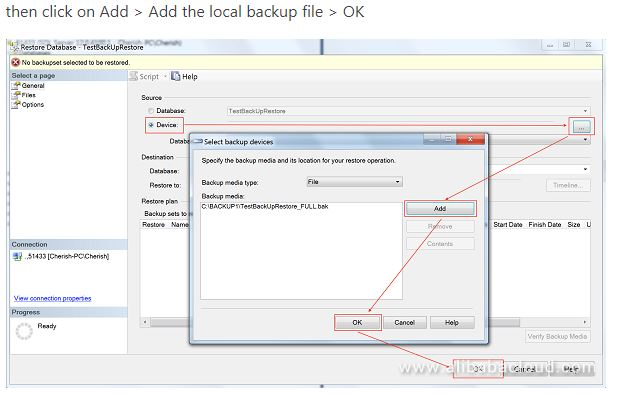 then click on Add > Add the local backup file > OK
Restore Database - TestBackUpRestore
No backupset selected to be restored.
Select a page
General
Files
Options
Script
Help
Source
Database:
TestBackUpRestore
Device:
...
Databa
Destination
Database:
Restore to:
Timeline...
Restore plan
Backup sets to r
Restore Name
Start Date Finish Date Size U
Select backup devices
Specify the backup media and its location for your restore operation.
Backup media type:
File
Backup media:
C:\BACKUP1\TestBackUpRestore_FULL.bak
Add
Remove
Contents
OK
Cancel
Help
Connection
.,51433 [Cherish-PC\Cherish]
View connection properties
Progress
Ready
Verify Backup Media
OK
Cancel
Help
www.alibabacloud.com